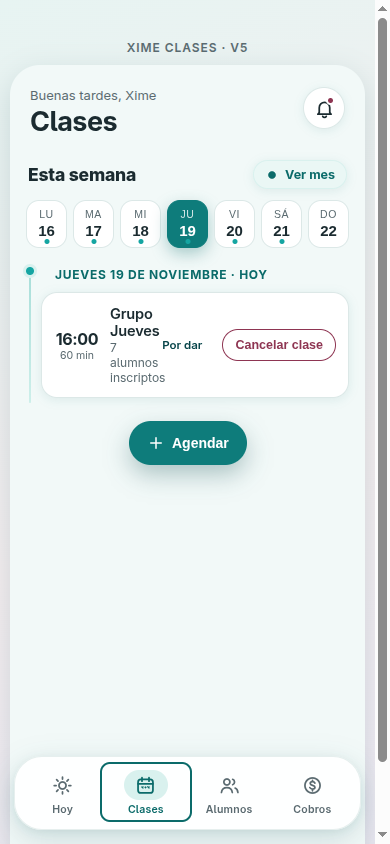 XIME CLASES · V5
Buenas tardes, Xime
Clases
Esta semana
Ver mes
LU MA MI JU VI SÁ DO
16 17 18 19 20 21 22
JUEVES 19 DE NOVIEMBRE · HOY
16:00
60 min
Grupo
Jueves
7
alumnos
inscriptos
Por dar
Cancelar clase
Agendar
Hoy Clases Alumnos Cobros